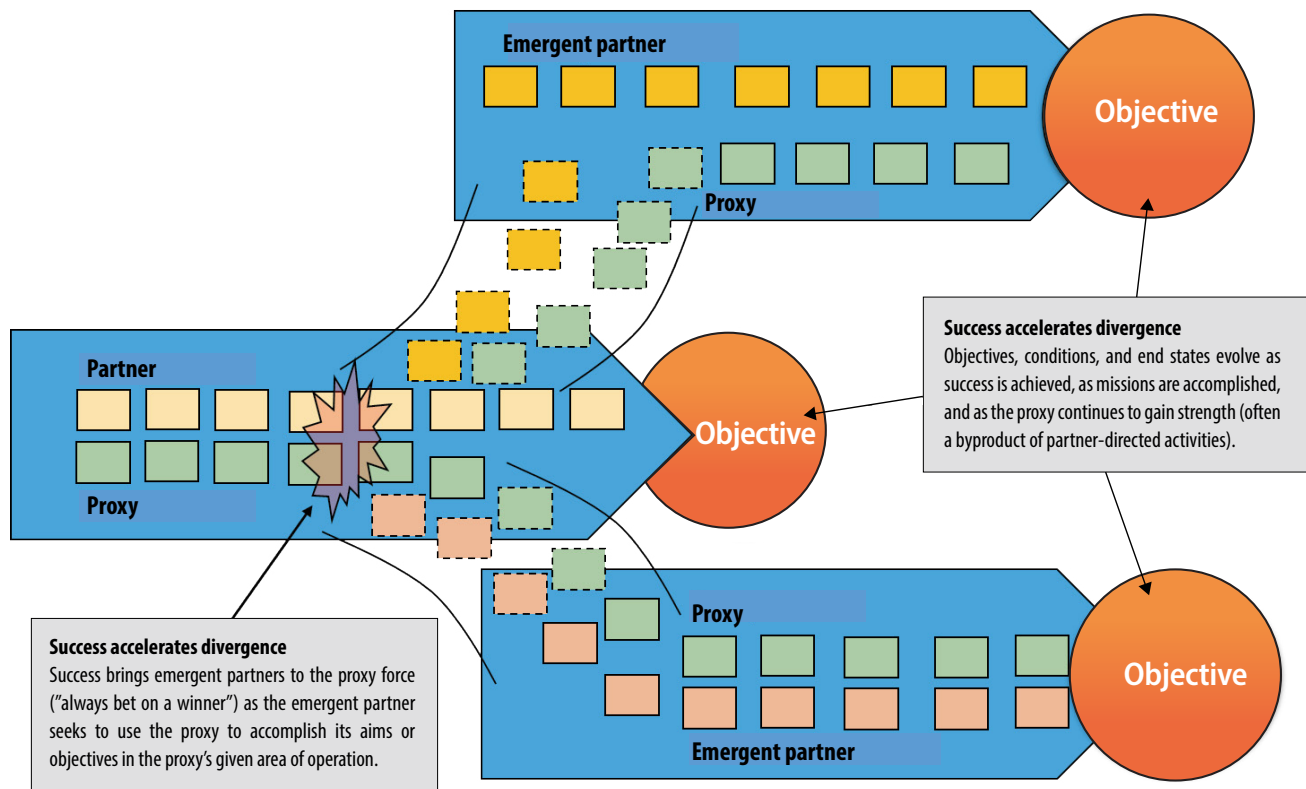 Emergent partner
Objective
Proxy
Success accelerates divergence
Objectives, conditions, and end states evolve as
success is achieved, as missions are accomplished,
and as the proxy continues to gain strength (often
a byproduct of partner-directed activities).
Partner
Objective
Proxy
Success accelerates divergence
Success brings emergent partners to the proxy force
("always bet on a winner") as the emergent partner
seeks to use the proxy to accomplish its aims or
objectives in the proxy's given area of operation.
Proxy
Objective
Emergent partner